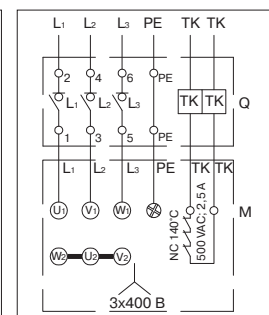 L1 L2 L3 PE TK TK
2 4 6 PE
L1 L2 L3 TK TK Q
1 3 5 PE
L1 L2 L3 PE TK TK
U1 V1 W1 M
NC 140°C
500 VAC; 2,5 A
W2 U2 V2
3x400 B